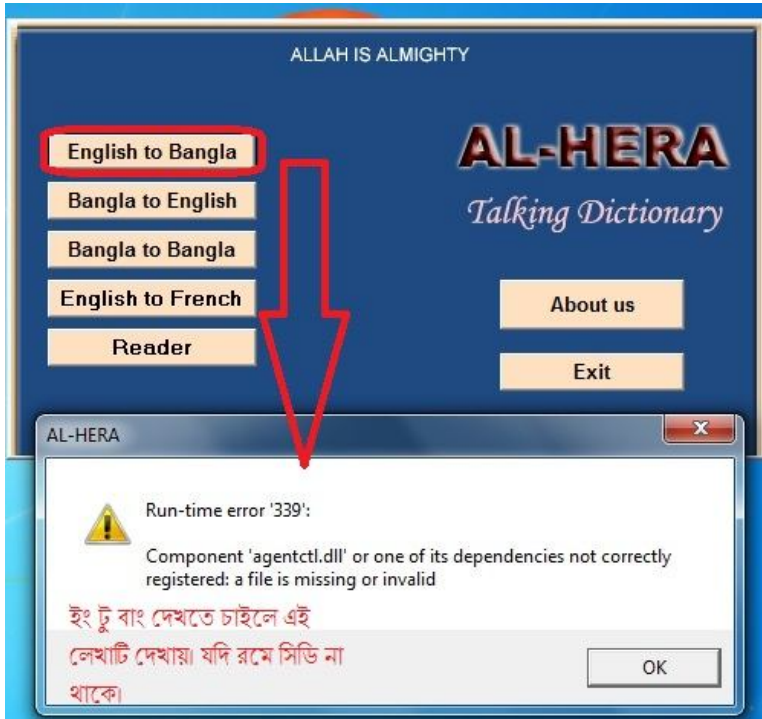 ALLAH IS ALMIGHTY
English to Bangla
Bangla to English
Bangla to Bangla
English to French
Reader
AL-HERA
Talking Dictionary
About us
Exit
AL-HERA
Run-time error '339':
Component 'agentctl.dll' or one of its dependencies not correctly
registered: a file is missing or invalid
ইং টু বাং দেখতে চাইলে এই
লেখাটি দেখায়। যদি রমে সিডি না
থাকে।
OK